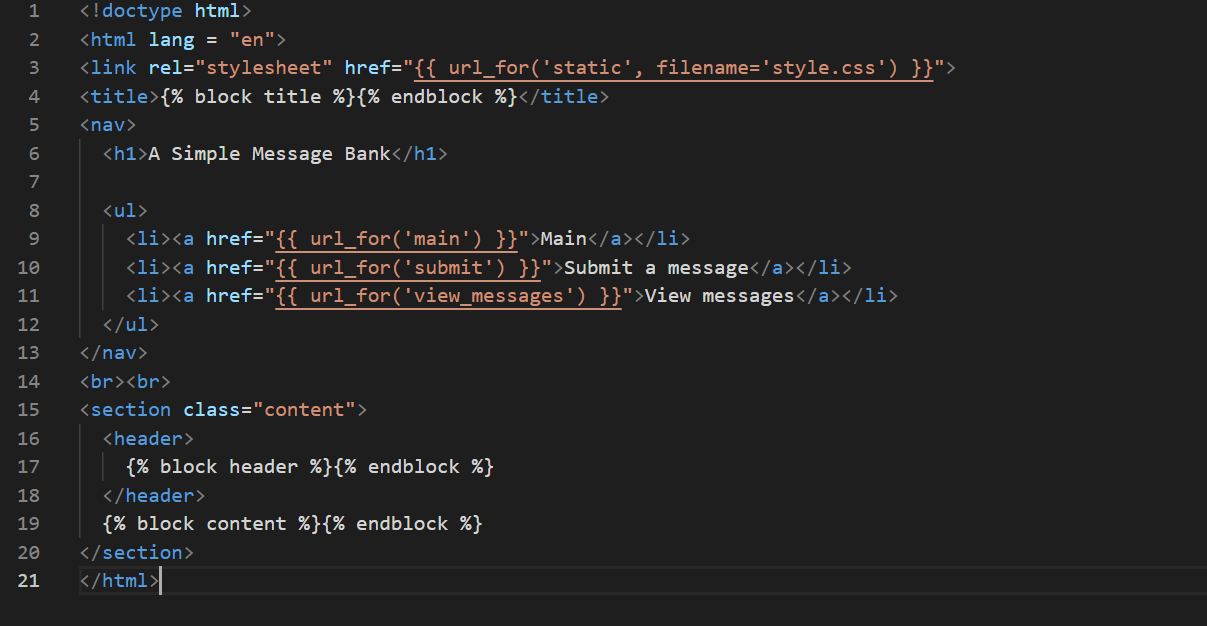 1 <!doctype html>
2 <html lang = "en">
3 <link rel="stylesheet" href="{{ url_for('static', filename='style.css') }}">
4 <title>{% block title %}{% endblock %}</title>
5 <nav>
6   <h1>A Simple Message Bank</h1>
7
8   <ul>
9     <li><a href="{{ url_for('main') }}">Main</a></li>
10     <li><a href="{{ url_for('submit') }}">Submit a message</a></li>
11     <li><a href="{{ url_for('view_messages') }}">View messages</a></li>
12   </ul>
13 </nav>
14 <br><br>
15 <section class="content">
16   <header>
17     {% block header %}{% endblock %}
18   </header>
19   {% block content %}{% endblock %}
20 </section>
21 </html>